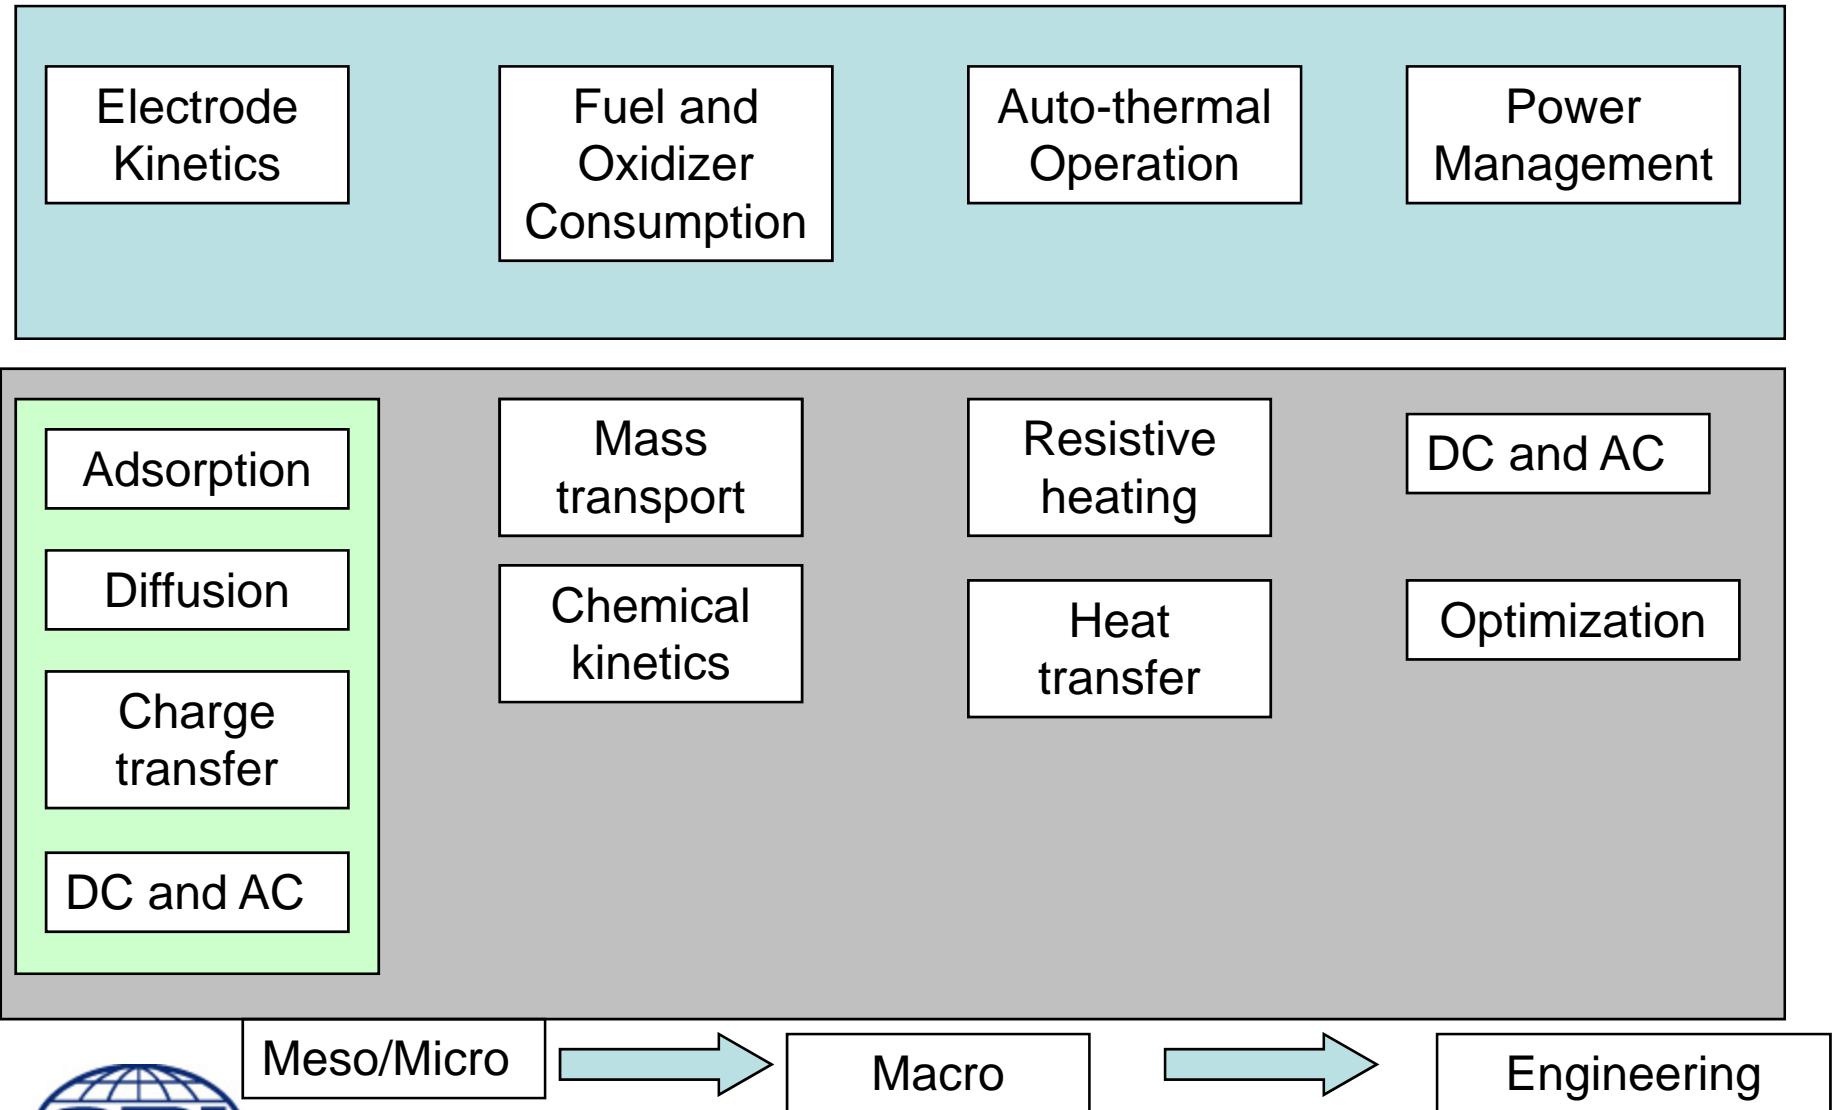 Electrode
Kinetics
Fuel and
Oxidizer
Consumption
Auto-thermal
Operation
Power
Management
Adsorption
Diffusion
Charge
transfer
DC and AC
Mass
transport
Chemical
kinetics
Resistive
heating
Heat
transfer
DC and AC
Optimization
Meso/Micro
Macro
Engineering